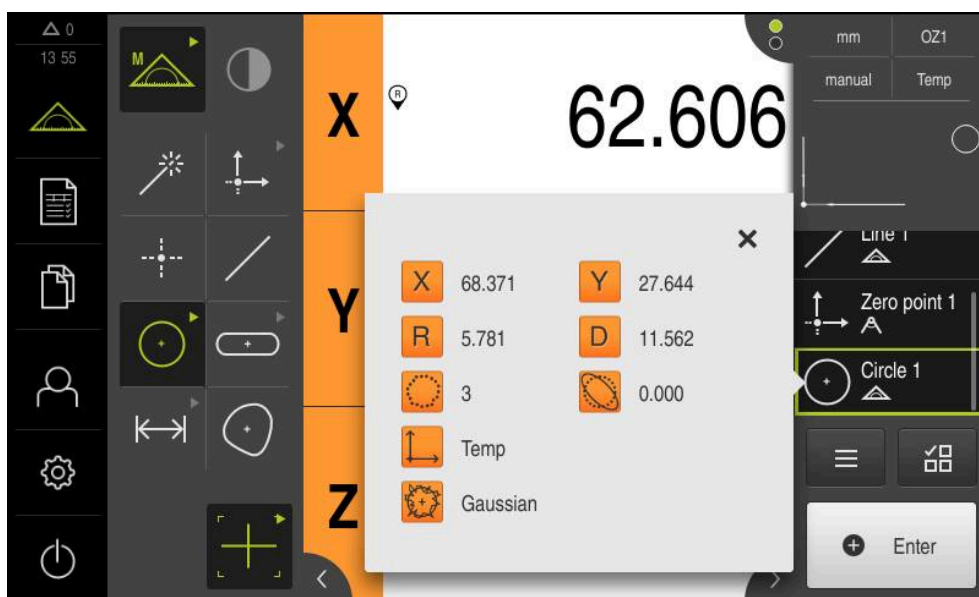 0
13 55
M
X
R
62.606
Y
Z
X 68.371 Y 27.644
R 5.781 D 11.562
3 0.000
Temp
Gaussian
mm OZ1
manual Temp
Line 1
Zero point 1
Circle 1
Enter